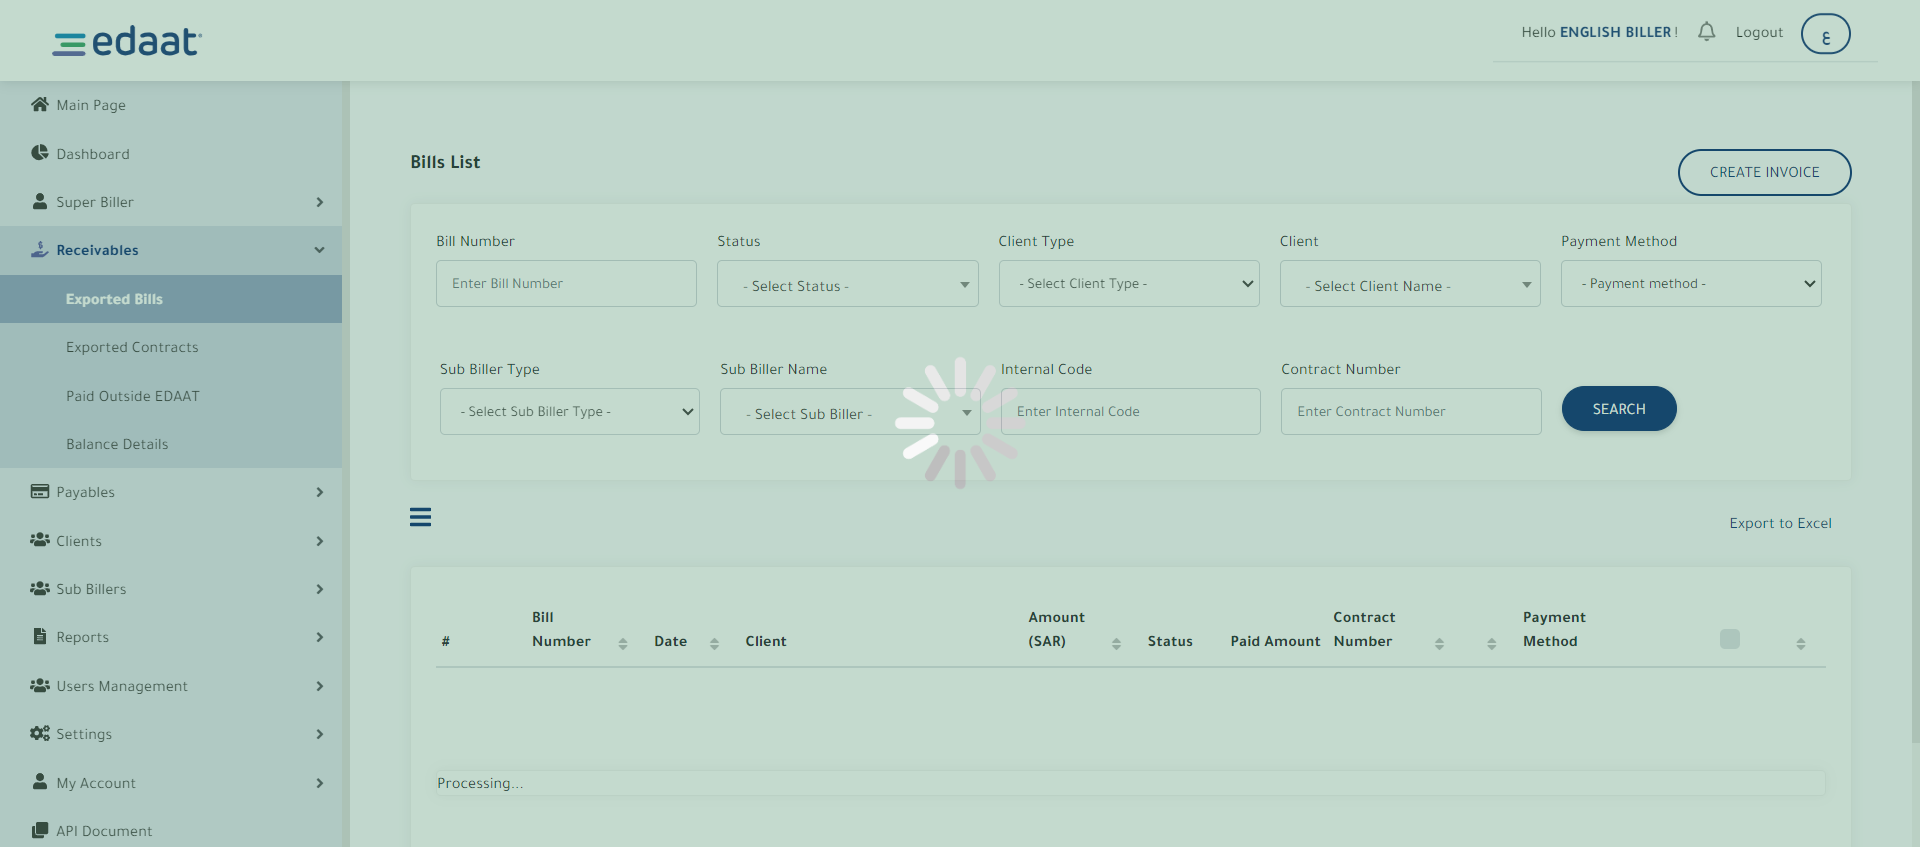 edaat
Hello ENGLISH BILLER !
Logout
ع
Main Page
Dashboard
Super Biller
Receivables
Exported Bills
Exported Contracts
Paid Outside EDAAT
Balance Details
Payables
Clients
Sub Billers
Reports
Users Management
Settings
My Account
API Document
Bills List
CREATE INVOICE
Bill Number
Status
Client Type
Client
Payment Method
Enter Bill Number
- Select Status -
- Select Client Type -
- Select Client Name -
- Payment method -
Sub Biller Type
Sub Biller Name
Internal Code
Contract Number
- Select Sub Biller Type -
- Select Sub Biller -
Enter Internal Code
Enter Contract Number
SEARCH
Export to Excel
#
Bill
Number
Date
Client
Amount
(SAR)
Status
Paid Amount
Contract
Number
Payment
Method
Processing...